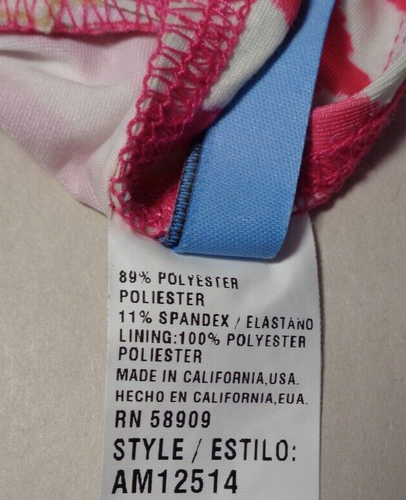 89% POLYESTER
POLIESTER
11% SPANDEX / ELASTANO
LINING:100% POLYESTER
POLIESTER
MADE IN CALIFORNIA,USA.
HECHO EN CALIFORNIA,EUA.
RN 58909
STYLE / ESTILO:
AM12514